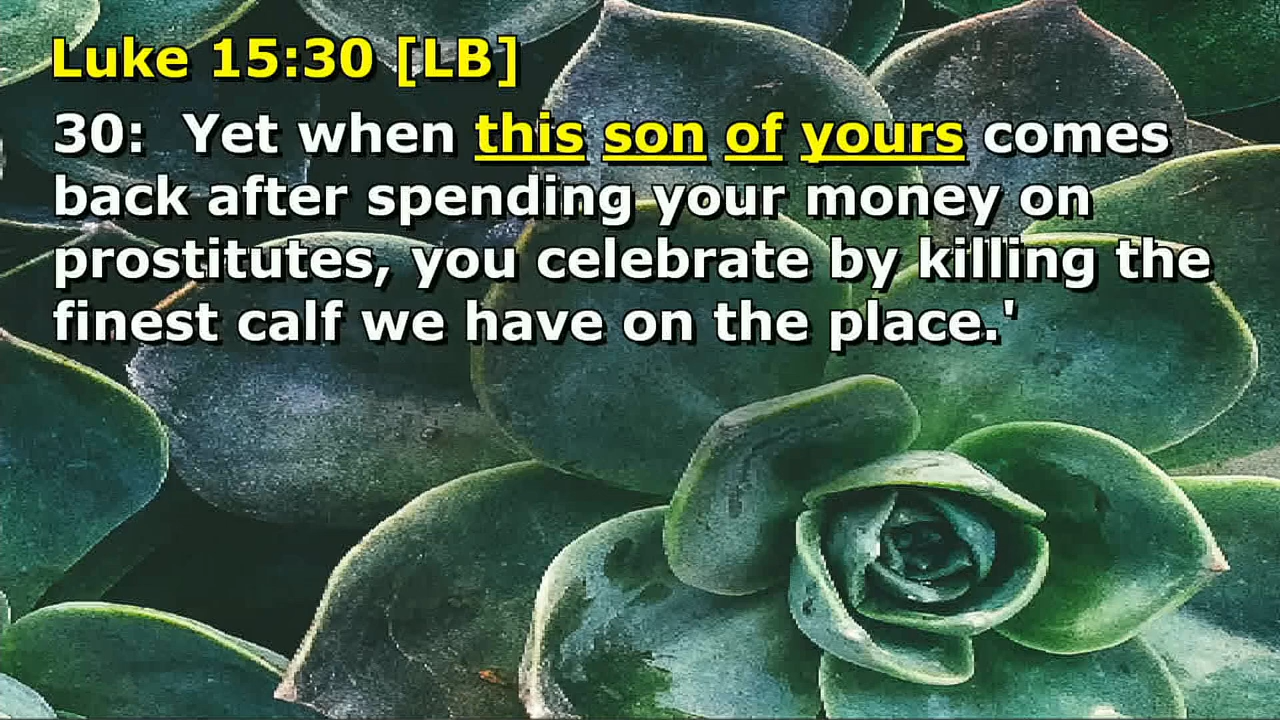 Luke 15:30 [LB]
30:  Yet when this son of yours comes
back after spending your money on
prostitutes, you celebrate by killing the
finest calf we have on the place.'